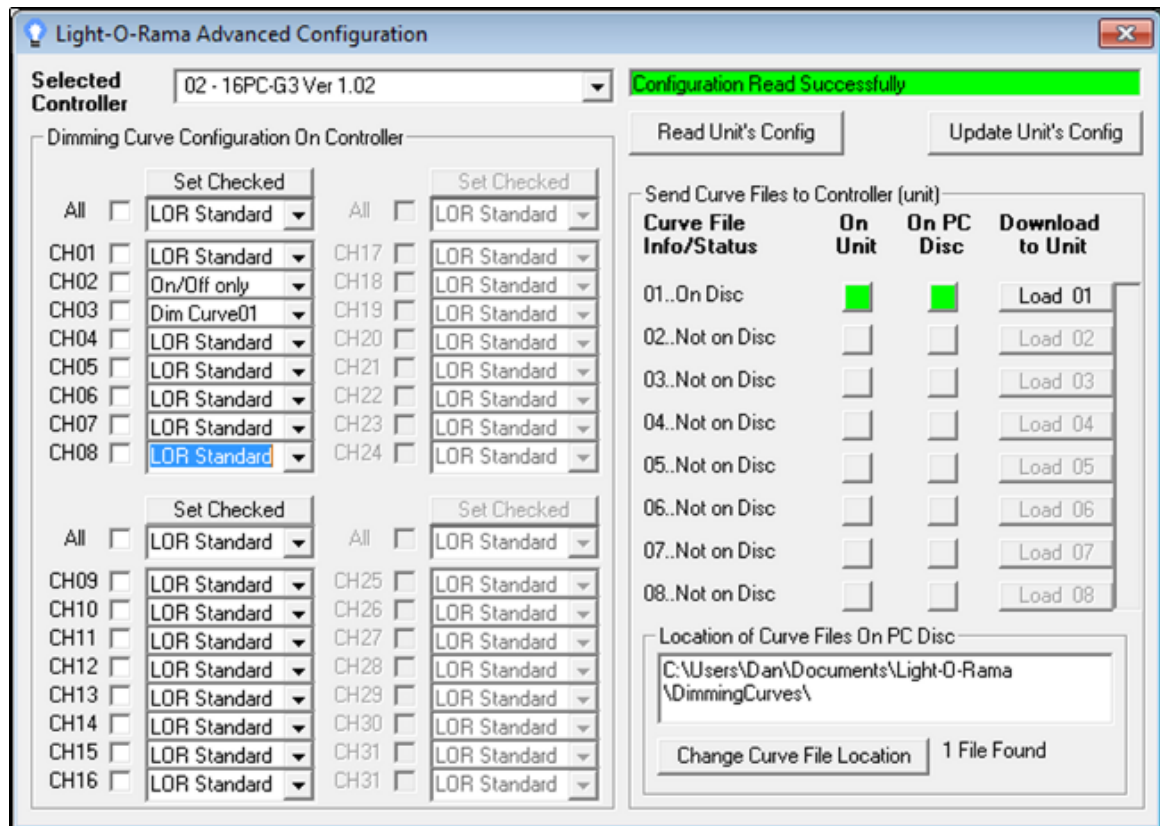 Light-O-Rama Advanced Configuration
Selected Controller
02 - 16PC-G3 Ver 1.02
Configuration Read Successfully
Read Unit's Config
Update Unit's Config
Dimming Curve Configuration On Controller
Set Checked
Set Checked
All LOR Standard All LOR Standard
CH01 LOR Standard CH17 LOR Standard
CH02 On/Off only CH18 LOR Standard
CH03 Dim Curve01 CH19 LOR Standard
CH04 LOR Standard CH20 LOR Standard
CH05 LOR Standard CH21 LOR Standard
CH06 LOR Standard CH22 LOR Standard
CH07 LOR Standard CH23 LOR Standard
CH08 LOR Standard CH24 LOR Standard
Set Checked
Set Checked
All LOR Standard All LOR Standard
CH09 LOR Standard CH25 LOR Standard
CH10 LOR Standard CH26 LOR Standard
CH11 LOR Standard CH27 LOR Standard
CH12 LOR Standard CH28 LOR Standard
CH13 LOR Standard CH29 LOR Standard
CH14 LOR Standard CH30 LOR Standard
CH15 LOR Standard CH31 LOR Standard
CH16 LOR Standard CH31 LOR Standard
Send Curve Files to Controller (unit)
Curve File On On PC Download
Info/Status Unit Disc to Unit
01..On Disc Load 01
02..Not on Disc Load 02
03..Not on Disc Load 03
04..Not on Disc Load 04
05..Not on Disc Load 05
06..Not on Disc Load 06
07..Not on Disc Load 07
08..Not on Disc Load 08
Location of Curve Files On PC Disc
C:\Users\Dan\Documents\Light-O-Rama
\DimmingCurves\
Change Curve File Location 1 File Found